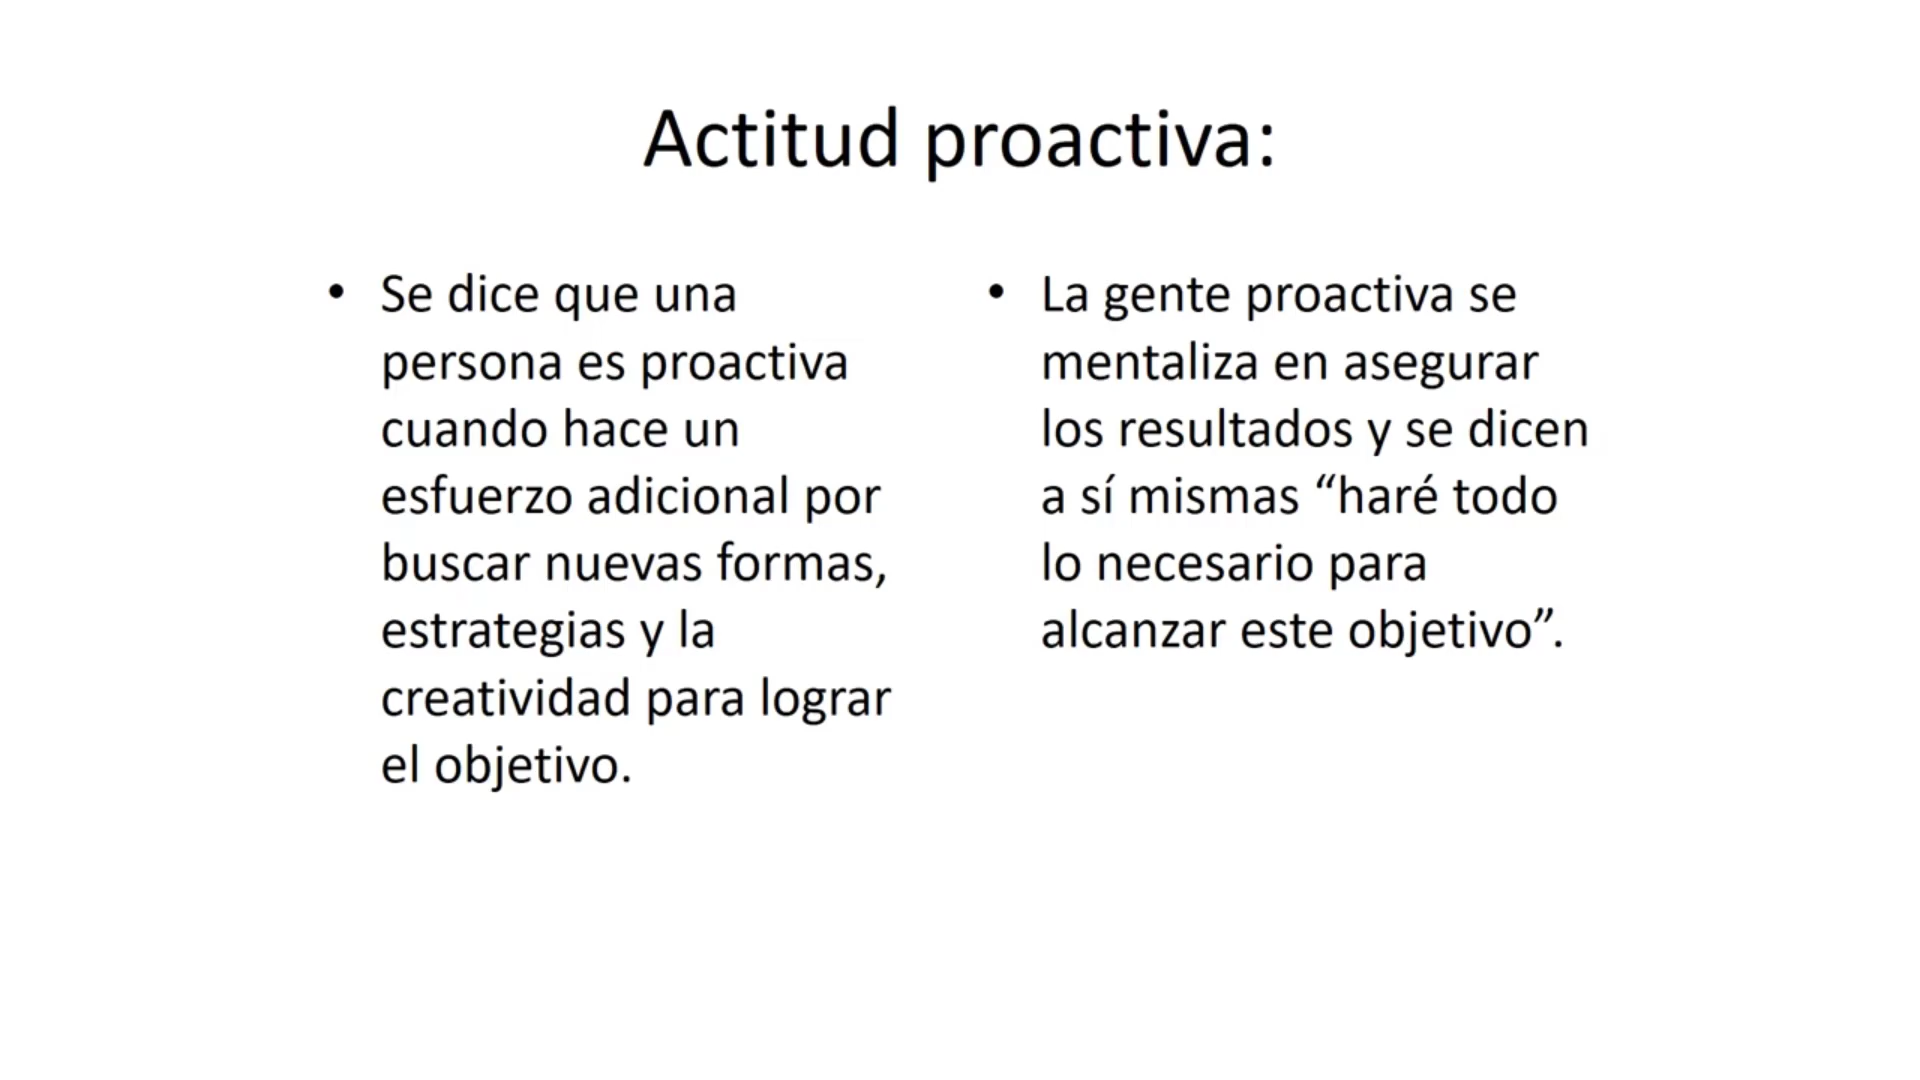 Actitud proactiva:
• Se dice que una
persona es proactiva
cuando hace un
esfuerzo adicional por
buscar nuevas formas,
estrategias y la
creatividad para lograr
el objetivo.
• La gente proactiva se
mentaliza en asegurar
los resultados y se dicen
a sí mismas “haré todo
lo necesario para
alcanzar este objetivo”.